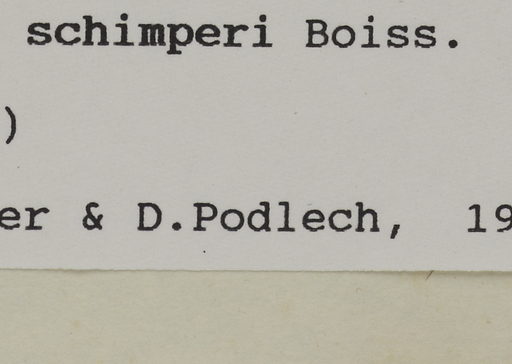 schimperi Boiss.
)
er & D.Podlech, 19